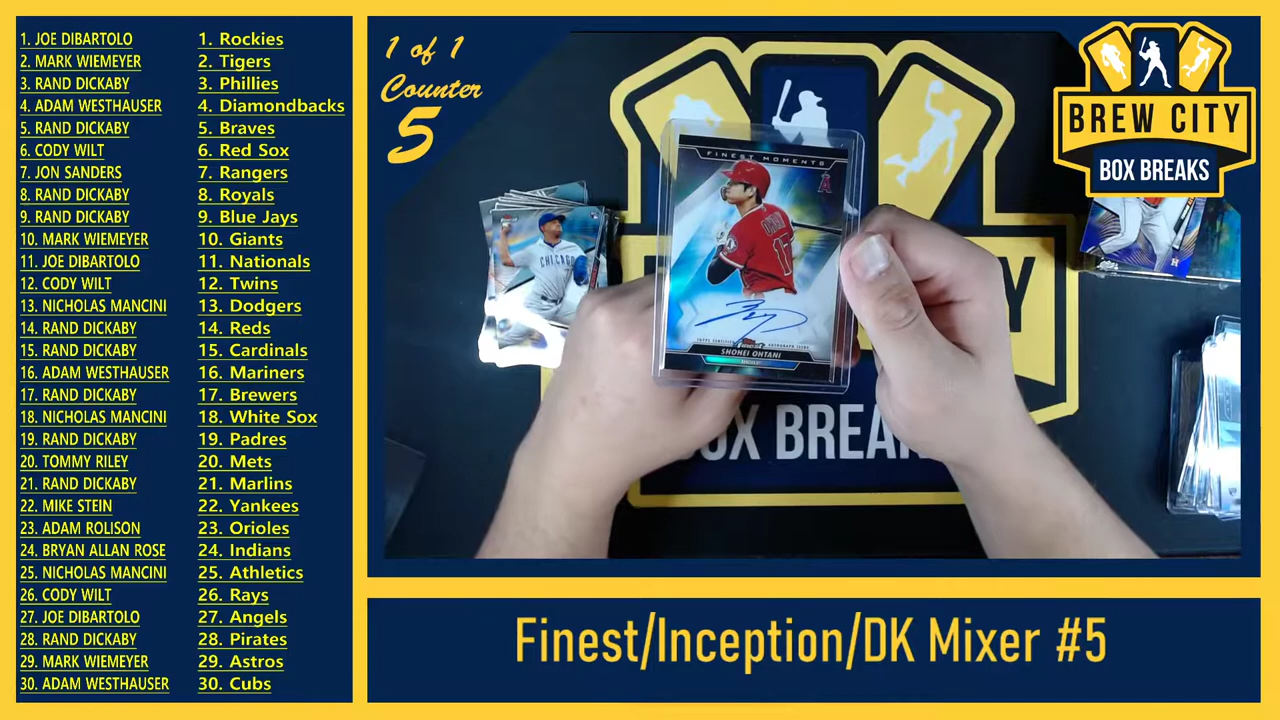 1. JOE DIBARTOLO 1. Rockies
2. MARK WIEMEYER 2. Tigers
3. RAND DICKABY 3. Phillies
4. ADAM WESTHAUSER 4. Diamondbacks
5. RAND DICKABY 5. Braves
6. CODY WILT 6. Red Sox
7. JON SANDERS 7. Rangers
8. RAND DICKABY 8. Royals
9. RAND DICKABY 9. Blue Jays
10. MARK WIEMEYER 10. Giants
11. JOE DIBARTOLO 11. Nationals
12. CODY WILT 12. Twins
13. NICHOLAS MANCINI 13. Dodgers
14. RAND DICKABY 14. Reds
15. RAND DICKABY 15. Cardinals
16. ADAM WESTHAUSER 16. Mariners
17. RAND DICKABY 17. Brewers
18. NICHOLAS MANCINI 18. White Sox
19. RAND DICKABY 19. Padres
20. TOMMY RILEY 20. Mets
21. RAND DICKABY 21. Marlins
22. MIKE STEIN 22. Yankees
23. ADAM ROLISON 23. Orioles
24. BRYAN ALLAN ROSE 24. Indians
25. NICHOLAS MANCINI 25. Athletics
26. CODY WILT 26. Rays
27. JOE DIBARTOLO 27. Angels
28. RAND DICKABY 28. Pirates
29. MARK WIEMEYER 29. Astros
30. ADAM WESTHAUSER 30. Cubs
1 of 1
Counter
5
BREW CITY
BOX BREAKS
FINEST MOMENTS
CHICAGO
17
TOPPS CERTIFIED AUTOGRAPH ISSUE
finest
SHOHEI OHTANI
BOX BREA
Finest/Inception/DK Mixer #5